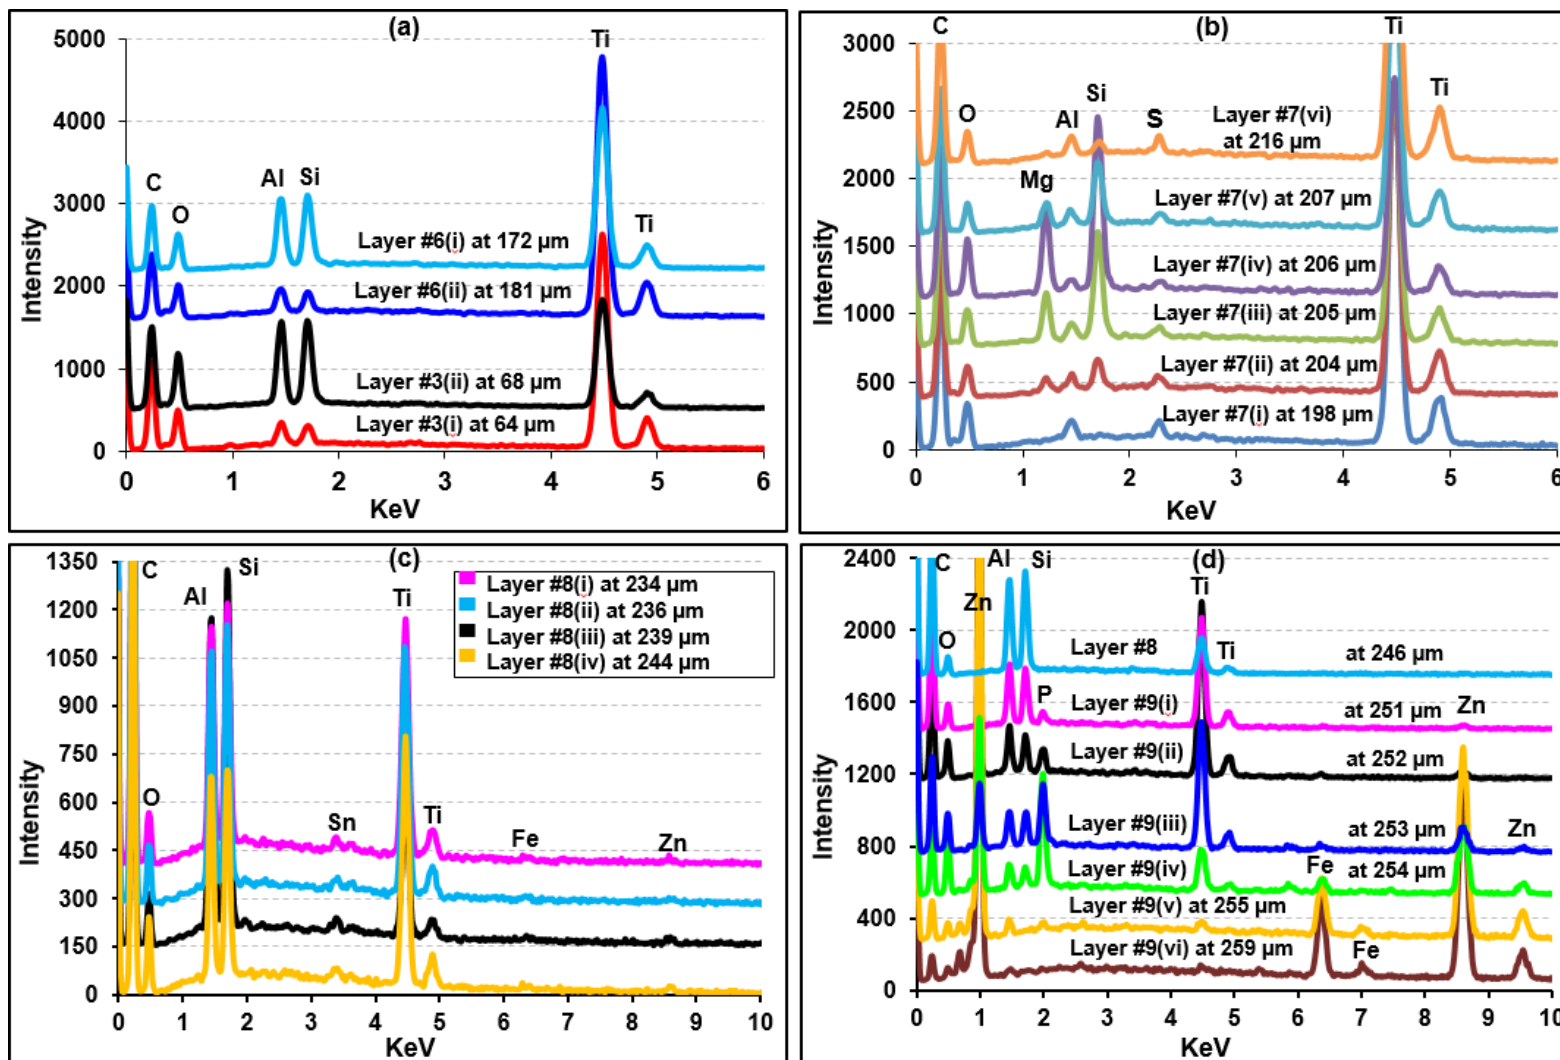 (a)
5000
4000
3000
2000
1000
0
Intensity
C
O
Al
Si
Ti
Ti
Layer #6(i) at 172 µm
Layer #6(ii) at 181 µm
Layer #3(ii) at 68 µm
Layer #3(i) at 64 µm
0 1 2 3 4 5 6
KeV
(b)
3000
2500
2000
1500
1000
500
0
Intensity
C
O
Mg
Al
Si
S
Ti
Ti
Layer #7(vi)
at 216 µm
Layer #7(v) at 207 µm
Layer #7(iv) at 206 µm
Layer #7(iii) at 205 µm
Layer #7(ii) at 204 µm
Layer #7(i) at 198 µm
0 1 2 3 4 5 6
KeV
(c)
1350
1200
1050
900
750
600
450
300
150
0
Intensity
C
O
Al
Si
Sn
Ti
Ti
Fe
Zn
Layer #8(i) at 234 µm
Layer #8(ii) at 236 µm
Layer #8(iii) at 239 µm
Layer #8(iv) at 244 µm
0 1 2 3 4 5 6 7 8 9 10
KeV
(d)
2400
2000
1600
1200
800
400
0
Intensity
C
O
Zn
Al
Si
P
Ti
Ti
Fe
Fe
Zn
Zn
Layer #8 at 246 µm
Layer #9(i) at 251 µm
Layer #9(ii) at 252 µm
Layer #9(iii) at 253 µm
Layer #9(iv) at 254 µm
Layer #9(v) at 255 µm
Layer #9(vi) at 259 µm
0 1 2 3 4 5 6 7 8 9 10
KeV